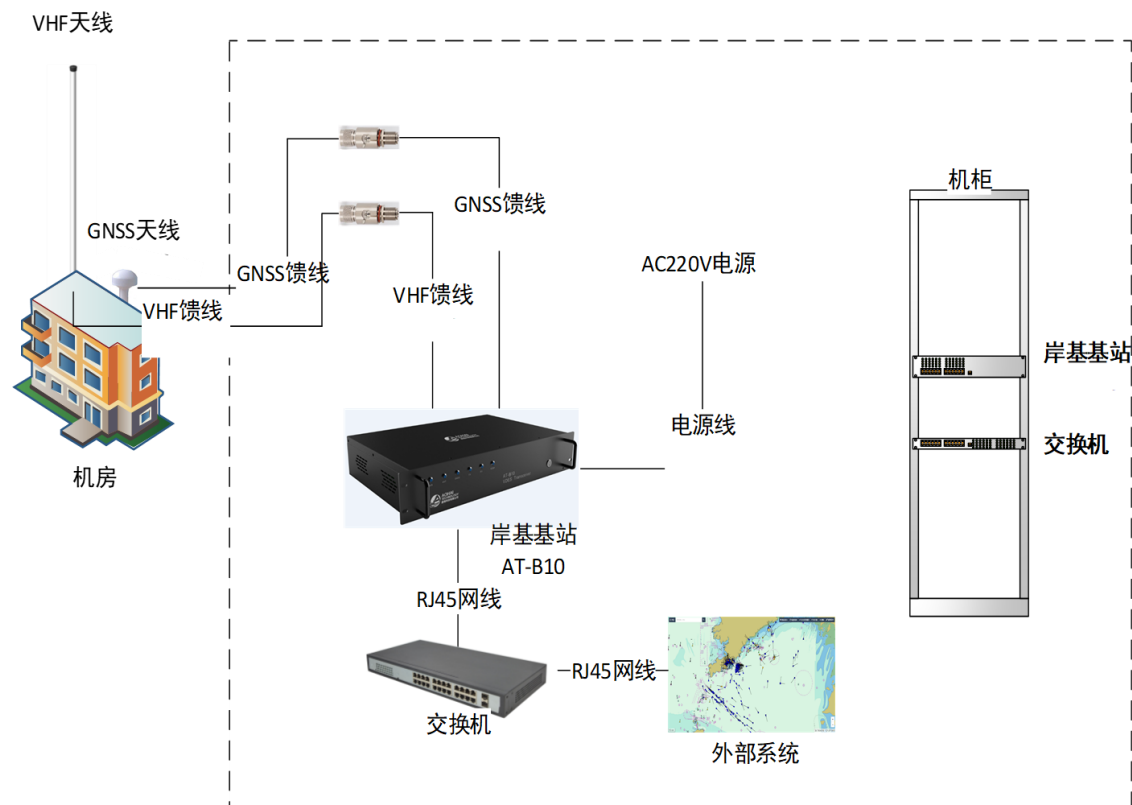 VHF天线
机柜
GNSS馈线
GNSS天线
AC220V电源
GNSS馈线
VHF馈线
VHF馈线
岸基基站
电源线
交换机
机房
岸基基站
AT-B10
RJ45网线
RJ45网线
交换机
外部系统